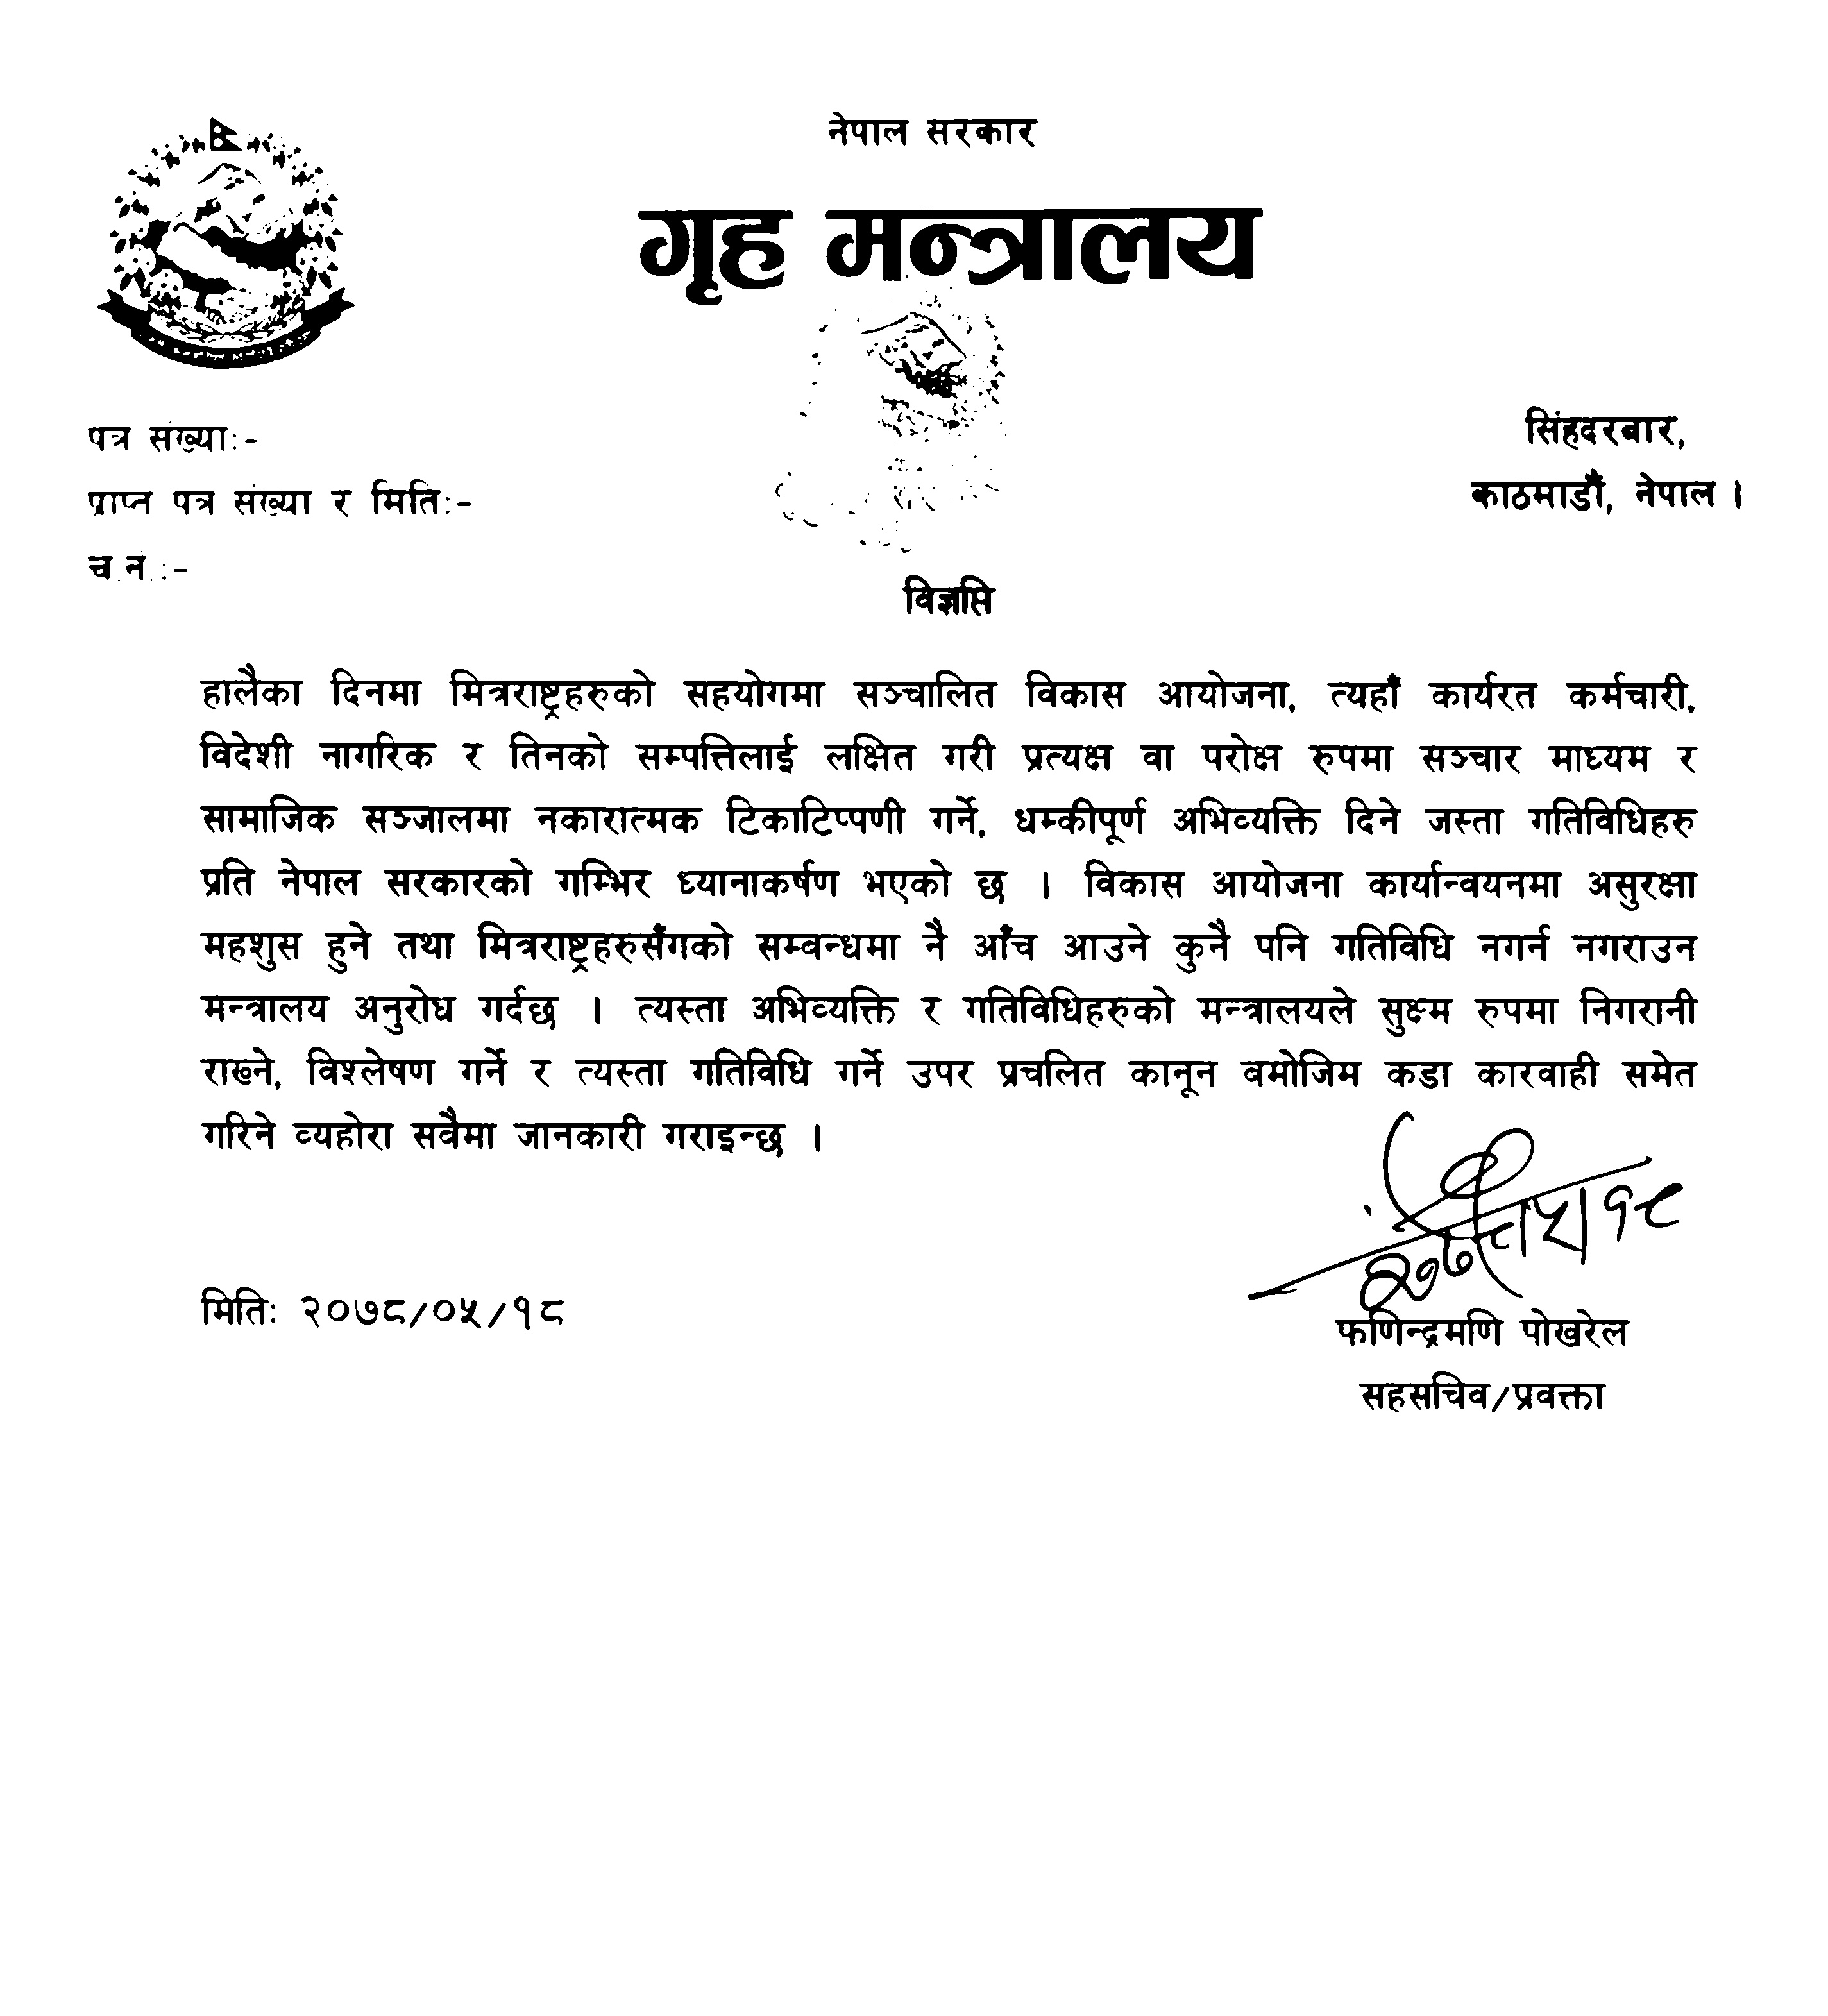 नेपाल सरकार
गृह मन्त्रालय
सिंहदरबार,
काठमाडौँ, नेपाल ।
पत्र संख्याः-
प्राप्त पत्र संख्या र मितिः-
च.नं.:-
विज्ञप्ति
हालैका दिनमा मित्रराष्ट्रहरुको सहयोगमा सञ्चालित विकास आयोजना, त्यहाँ कार्यरत कर्मचारी,
विदेशी नागरिक र तिनको सम्पत्तिलाई लक्षित गरी प्रत्यक्ष वा परोक्ष रुपमा सञ्चार माध्यम र
सामाजिक सञ्जालमा नकारात्मक टिकाटिप्पणी गर्ने, धम्कीपूर्ण अभिव्यक्ति दिने जस्ता गतिविधिहरु
प्रति नेपाल सरकारको गम्भिर ध्यानाकर्षण भएको छ । विकास आयोजना कार्यान्वयनमा असुरक्षा
महशुस हुने तथा मित्रराष्ट्रहरुसँगको सम्बन्धमा नै आँच आउने कुनै पनि गतिविधि नगर्न नगराउन
मन्त्रालय अनुरोध गर्दछ । त्यस्ता अभिव्यक्ति र गतिविधिहरुको मन्त्रालयले सुक्ष्म रुपमा निगरानी
राख्ने, विश्लेषण गर्ने र त्यस्ता गतिविधि गर्ने उपर प्रचलित कानून बमोजिम कडा कारवाही समेत
गरिने व्यहोरा सवैमा जानकारी गराइन्छ ।
मितिः २०७८/०५/१८
फणिन्द्रमणि पोखरेल
सहसचिव/प्रवक्ता